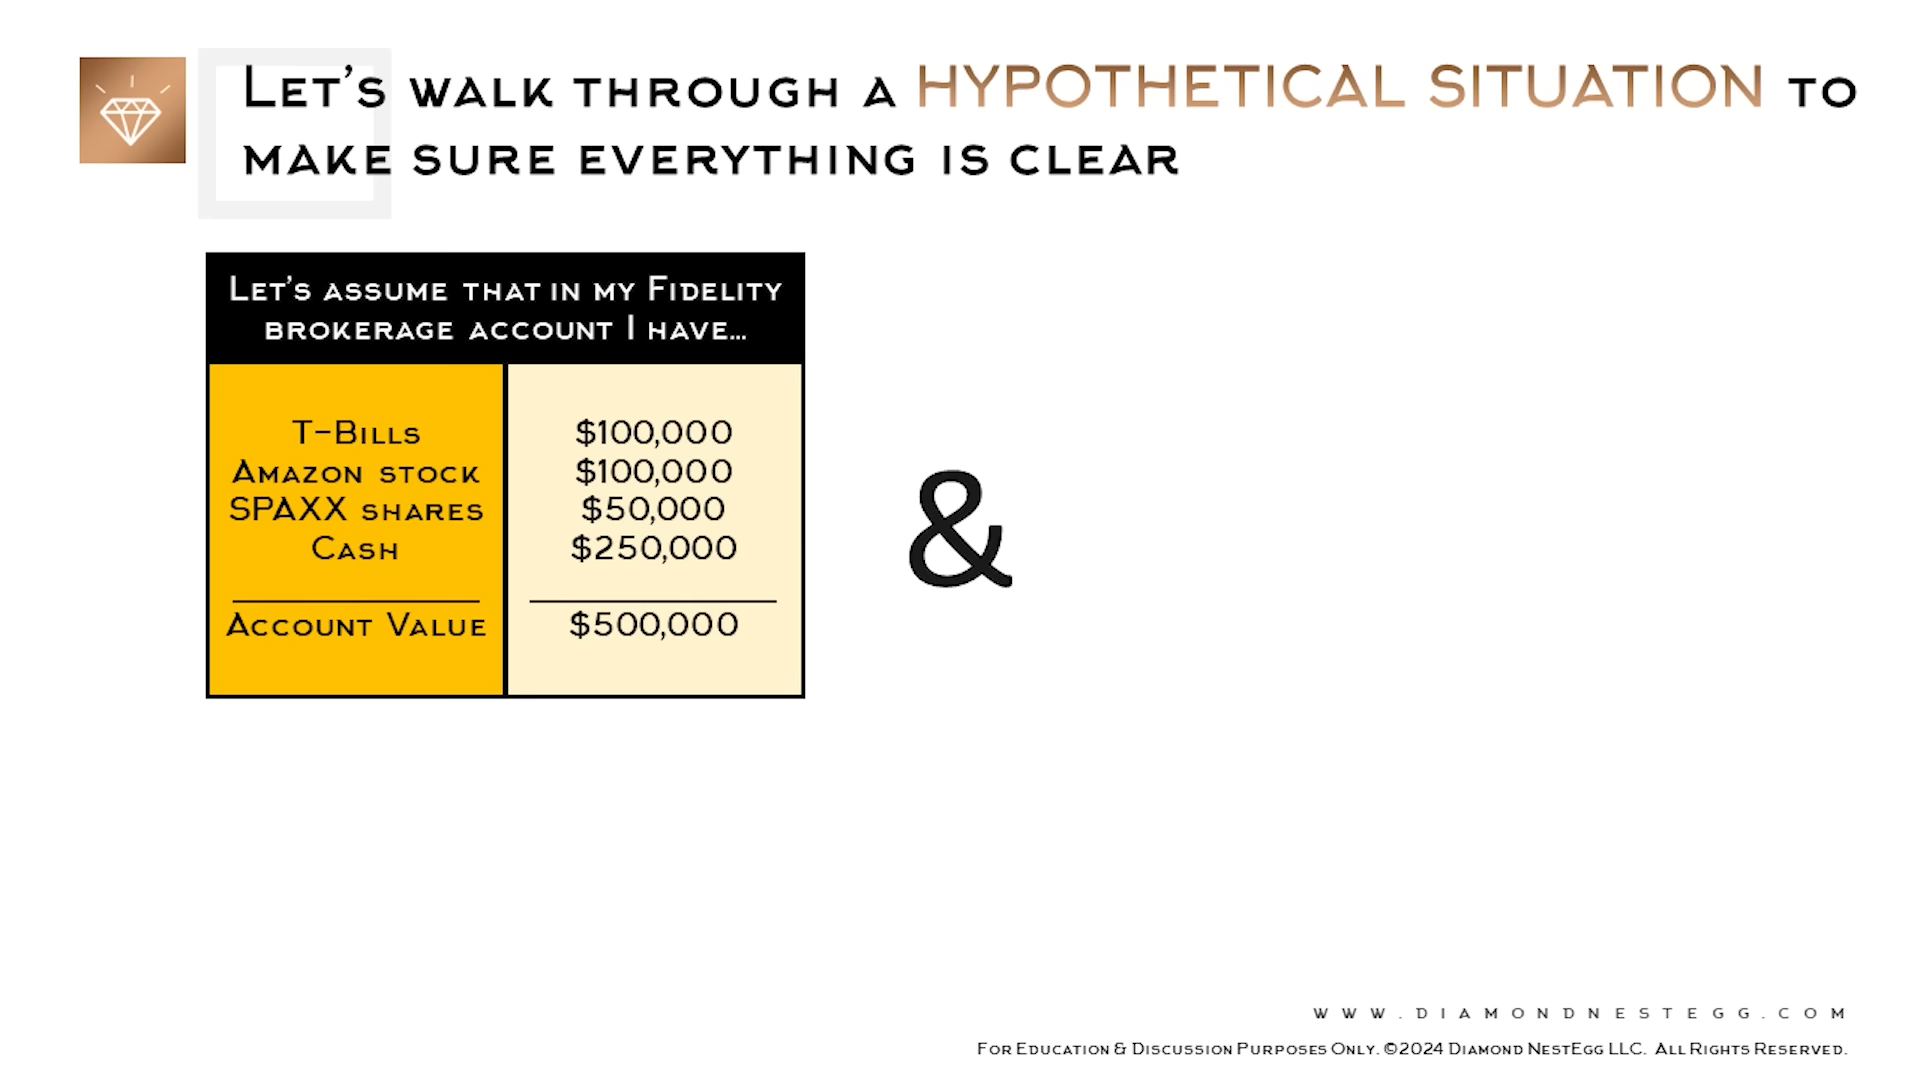 Let's walk through a HYPOTHETICAL SITUATION to
make sure everything is clear
Let's assume that in my Fidelity
brokerage account I have...
T-Bills $100,000
Amazon stock $100,000
SPAXX shares $50,000
Cash $250,000
Account Value $500,000
&
www.diamondnestegg.com
For Education & Discussion Purposes Only. ©2024 Diamond NestEgg LLC. All Rights Reserved.